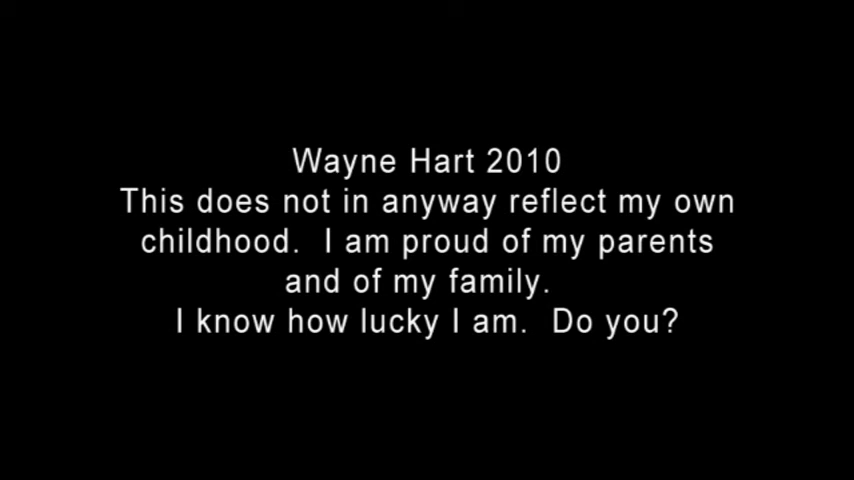 Wayne Hart 2010
This does not in anyway reflect my own
childhood.  I am proud of my parents
and of my family.
I know how lucky I am.  Do you?